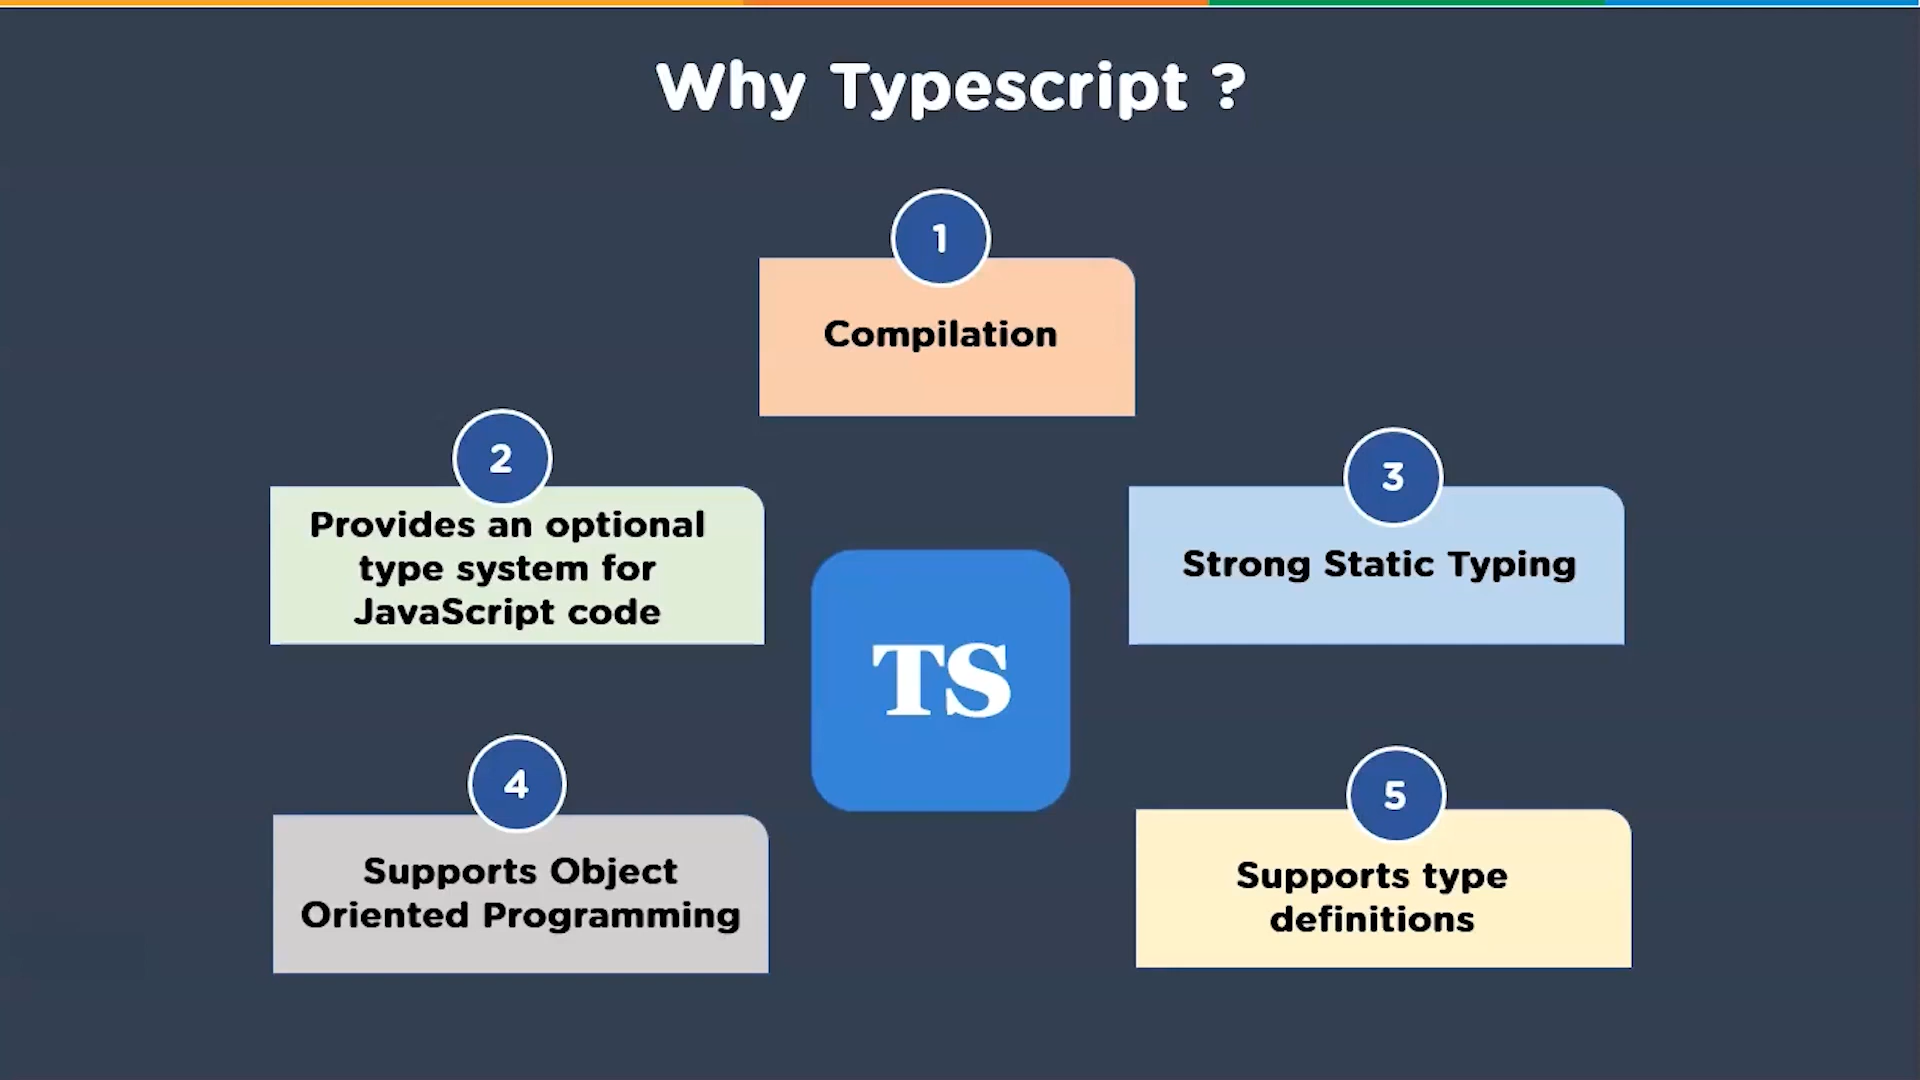 Why Typescript ?
1
Compilation
2
Provides an optional
type system for
JavaScript code
3
Strong Static Typing
TS
4
Supports Object
Oriented Programming
5
Supports type
definitions